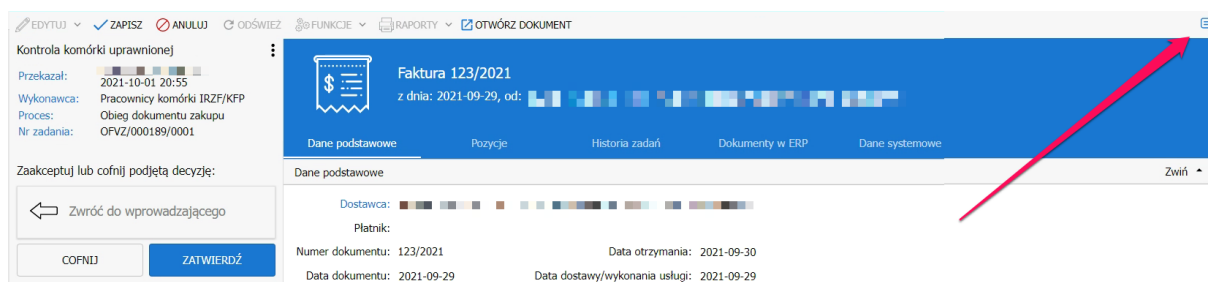 EDYTUJ ZAPISZ ANULUJ ODŚWIEŻ FUNKCJE RAPORTY OTWÓRZ DOKUMENT
Kontrola komórki uprawnionej
Przekazał:
2021-10-01 20:55
Wykonawca: Pracownicy komórki IRZF/KFP
Proces: Obieg dokumentu zakupu
Nr zadania: OFVZ/000189/0001
Zaakceptuj lub cofnij podjętą decyzję:
Zwróć do wprowadzającego
COFNIJ ZATWIERDŹ
Faktura 123/2021
z dnia: 2021-09-29, od:
Dane podstawowe Pozycje Historia zadań Dokumenty w ERP Dane systemowe
Dane podstawowe Zwiń
Dostawca:
Płatnik:
Numer dokumentu: 123/2021 Data otrzymania: 2021-09-30
Data dokumentu: 2021-09-29 Data dostawy/wykonania usługi: 2021-09-29